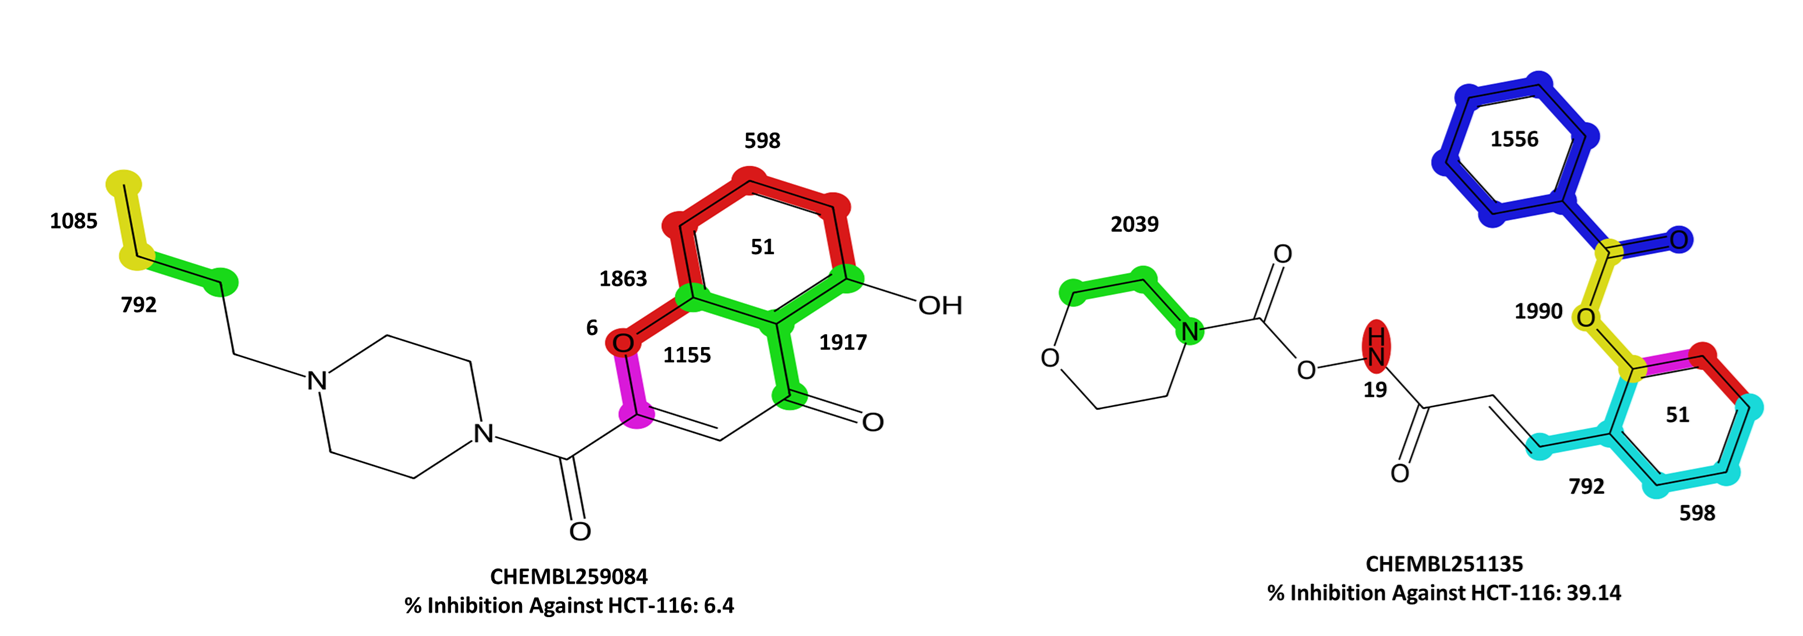 598
1085
51
1863
792
6
O
1155
1917
OH
N
N
O
O
CHEMBL259084
% Inhibition Against HCT-116: 6.4
1556
2039
O
O
1990
O
N
H
N
O
O
19
51
O
792
598
CHEMBL251135
% Inhibition Against HCT-116: 39.14